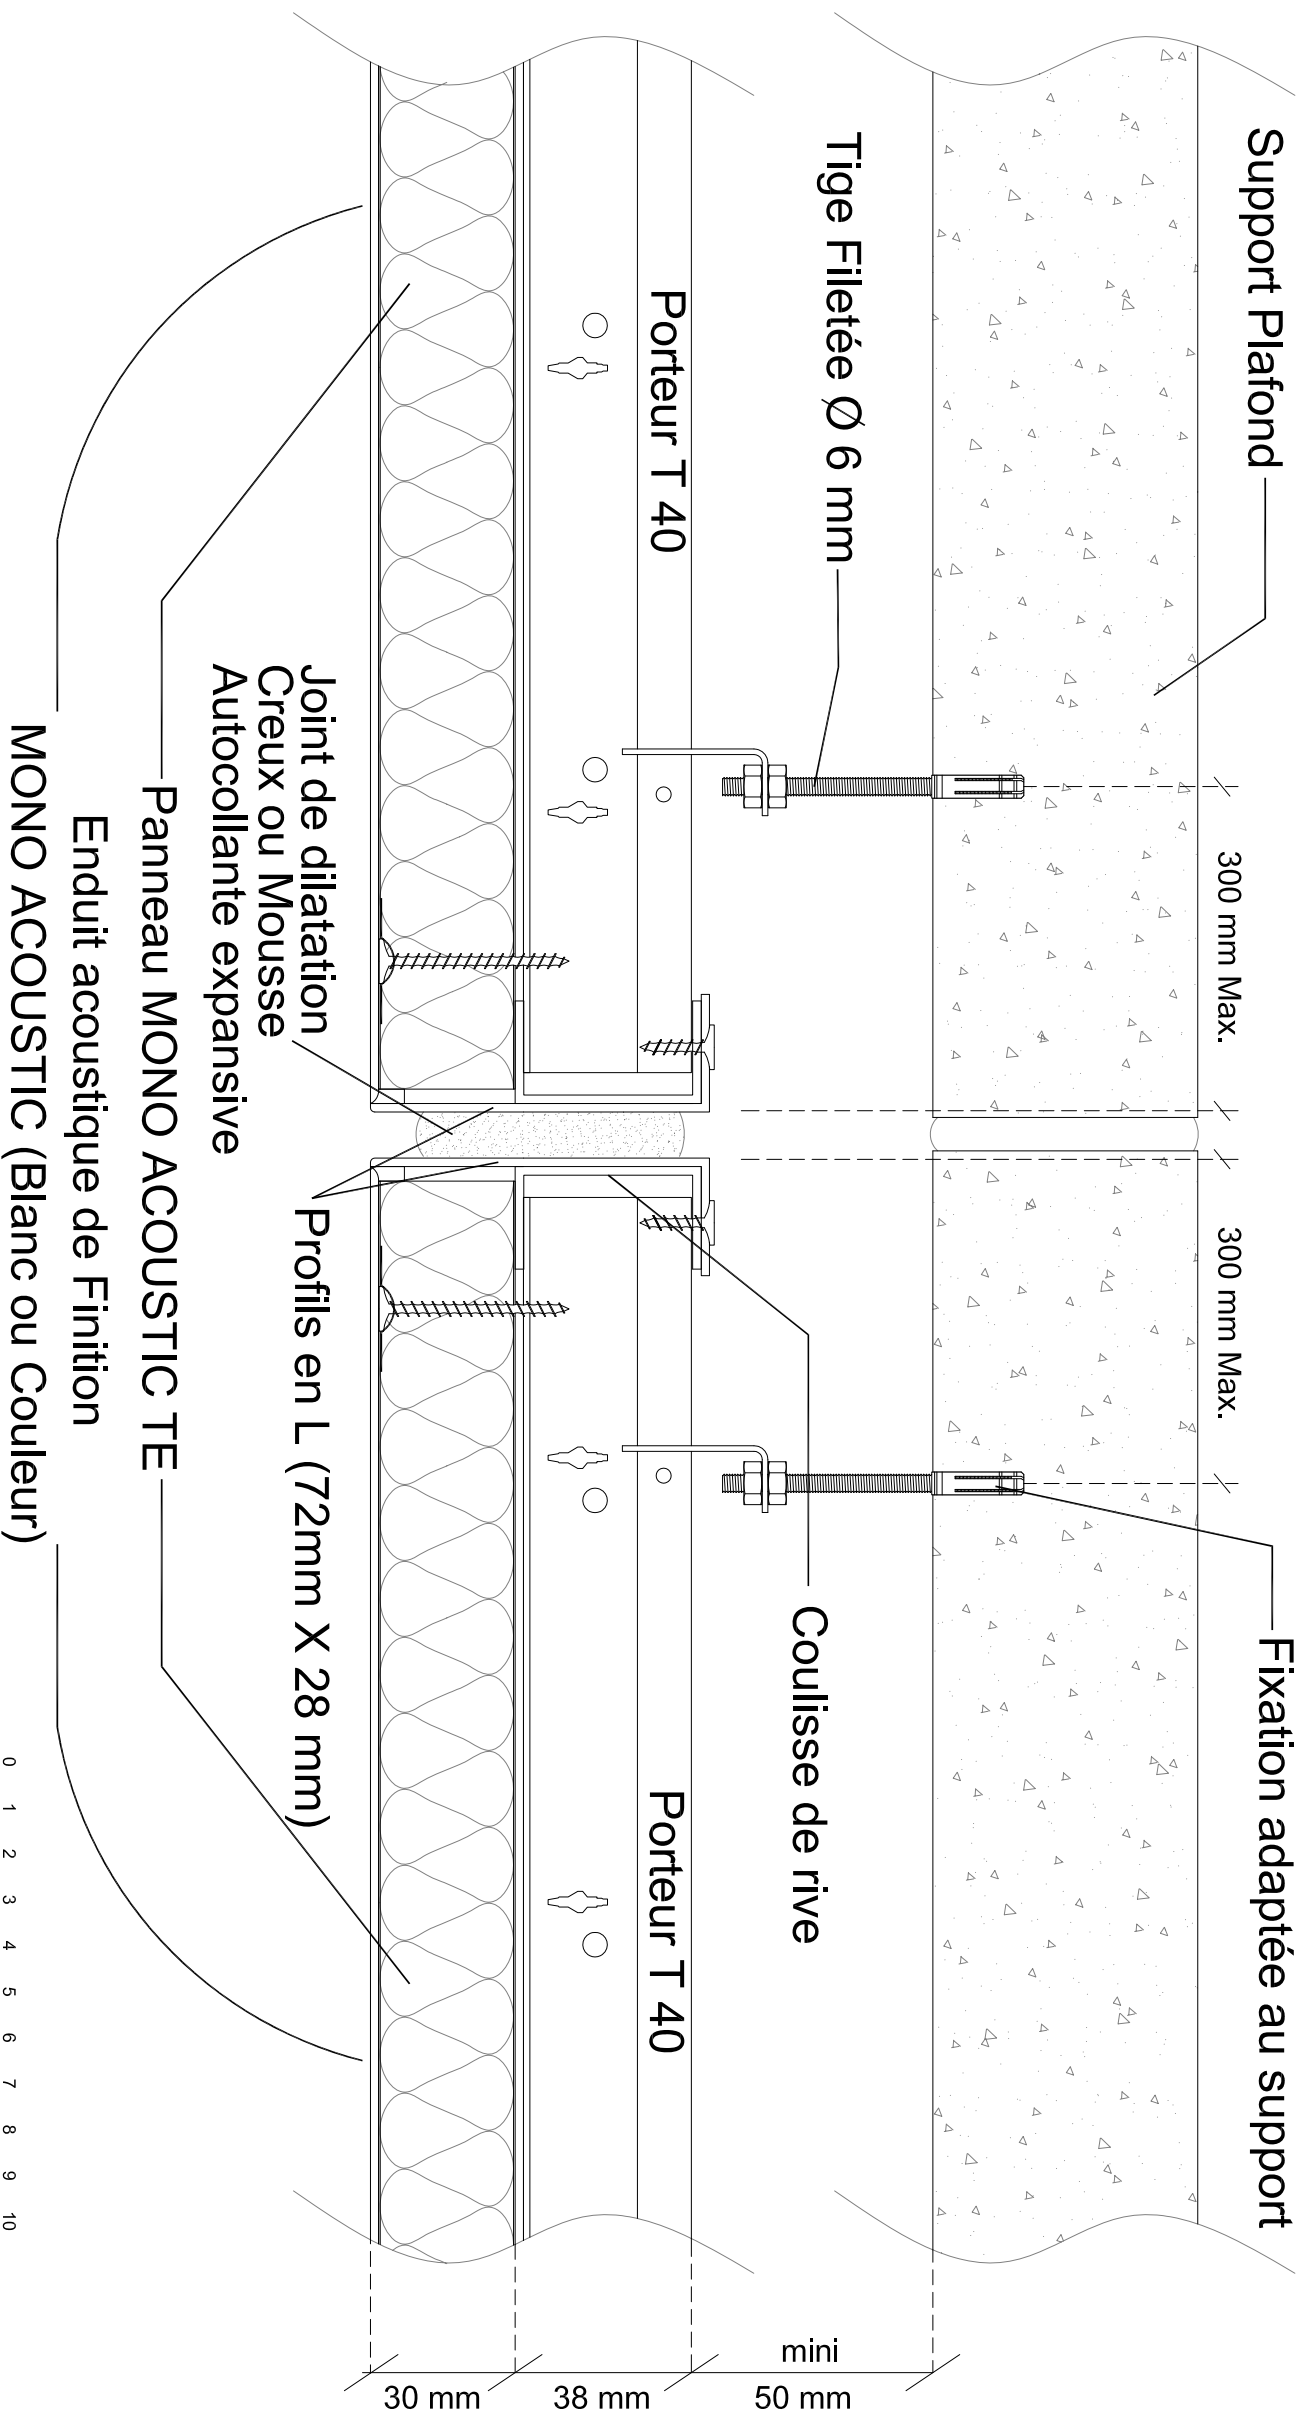 Support Plafond
Fixation adaptée au support
300 mm Max.
300 mm Max.
Tige Filetée Ø 6 mm
Coulisse de rive
Porteur T 40
Porteur T 40
Joint de dilatation
Creux ou Mousse
Autocollante expansive
Profils en L (72mm X 28 mm)
Panneau MONO ACOUSTIC TE
Enduit acoustique de Finition
MONO ACOUSTIC (Blanc ou Couleur)
mini
50 mm
38 mm
30 mm
0 1 2 3 4 5 6 7 8 9 10